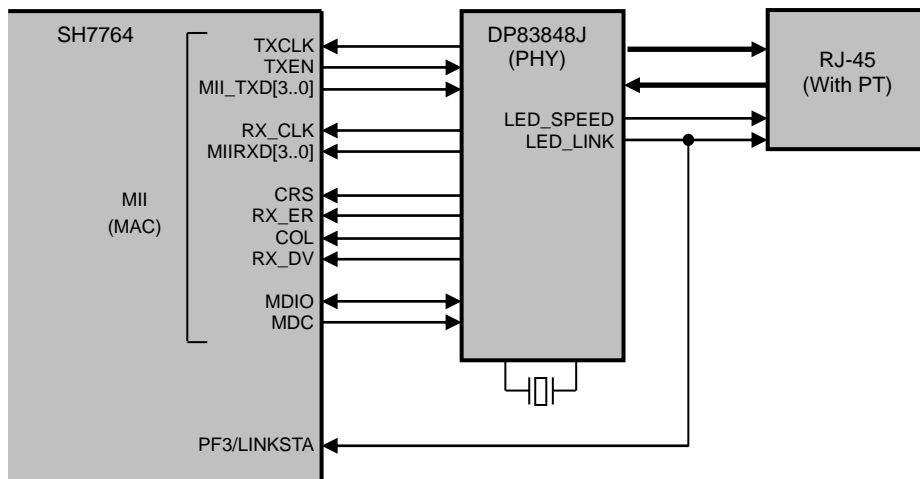 SH7764
TXCLK
TXEN
MII_TXD[3..0]
RX_CLK
MIIRXD[3..0]
CRS
RX_ER
COL
RX_DV
MDIO
MDC
MII
(MAC)
PF3/LINKSTA
DP83848J
(PHY)
LED_SPEED
LED_LINK
RJ-45
(With PT)